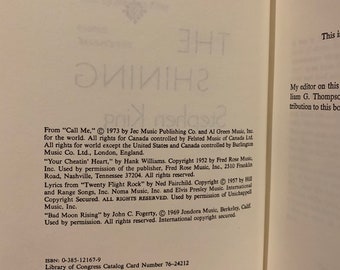 THE
SHINING
Stephen King
From "Call Me," © 1973 by Jec Music Publishing Co. and Al Green Music, Inc.
for the world. All rights for Canada controlled by Felsted Music of Canada Ltd.
All rights for world except the United States and Canada controlled by Burlington
Music Co. Ltd., London, England.
"Your Cheatin' Heart," by Hank Williams. Copyright 1952 by Fred Rose Music, Inc.
Used by permission of the publisher, Fred Rose Music, Inc., 2510 Franklin
Road, Nashville, Tennessee 37204. All rights reserved.
Lyrics from "Twenty Flight Rock" by Ned Fairchild. Copyright © 1957 by Hill
and Range Songs, Inc. Noma Music, Inc. and Elvis Presley Music International
Copyright Secured. ALL RIGHTS RESERVED. Used by permission of Unichappell
Music, Inc.
"Bad Moon Rising" by John C. Fogerty, © 1969 Jondora Music, Berkeley, Calif.
Used by permission. All rights reserved. International copyright secured.
ISBN: 0-385-12167-9
Library of Congress Catalog Card Number 76-24212
This i
My editor on this
liam G. Thompson
tribution to this bo